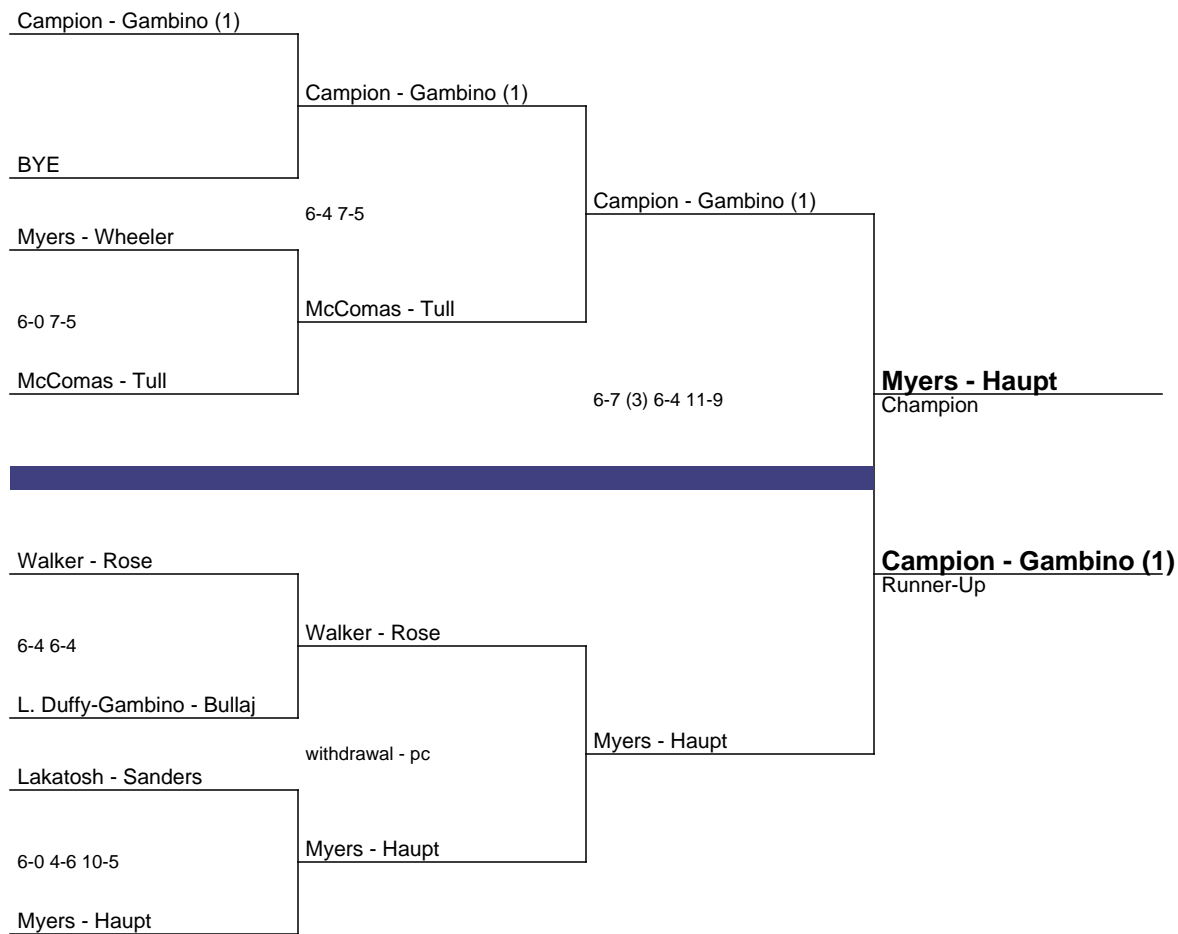 Campion - Gambino (1)
Campion - Gambino (1)
BYE
Campion - Gambino (1)
6-4 7-5
Myers - Wheeler
McComas - Tull
6-0 7-5
McComas - Tull
Myers - Haupt
6-7 (3) 6-4 11-9
Champion
Walker - Rose
Campion - Gambino (1)
Runner-Up
Walker - Rose
6-4 6-4
L. Duffy-Gambino - Bullaj
Myers - Haupt
withdrawal - pc
Lakatosh - Sanders
Myers - Haupt
6-0 4-6 10-5
Myers - Haupt